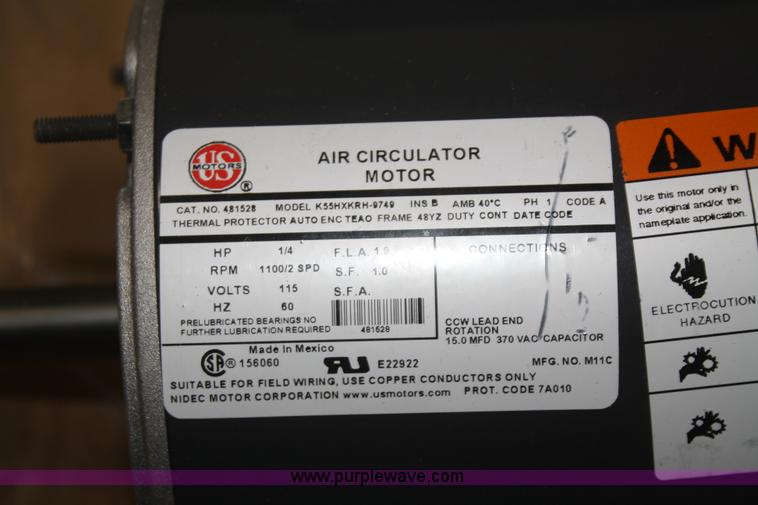 US
MOTORS
®
AIR CIRCULATOR
MOTOR
CAT. NO. 481528 MODEL K55HXKRH-9749 INS B AMB 40°C PH 1 CODE A
THERMAL PROTECTOR AUTO ENC TEAO FRAME 48YZ DUTY CONT DATE CODE
HP 1/4 F.L.A. 1.9
RPM 1100/2 SPD S.F. 1.0
VOLTS 115 S.F.A.
HZ 60
PRELUBRICATED BEARINGS NO
FURTHER LUBRICATION REQUIRED
481528
CONNECTIONS
CCW LEAD END
ROTATION
15.0 MFD 370 VAC CAPACITOR
Made in Mexico
SA ® 156060 RU E22922 MFG. NO. M11C
SUITABLE FOR FIELD WIRING, USE COPPER CONDUCTORS ONLY
NIDEC MOTOR CORPORATION www.usmotors.com PROT. CODE 7A010
W
Use this motor only in
the original and/or the
nameplate application.
ELECTROCUTION
HAZARD
www.purplewave.com